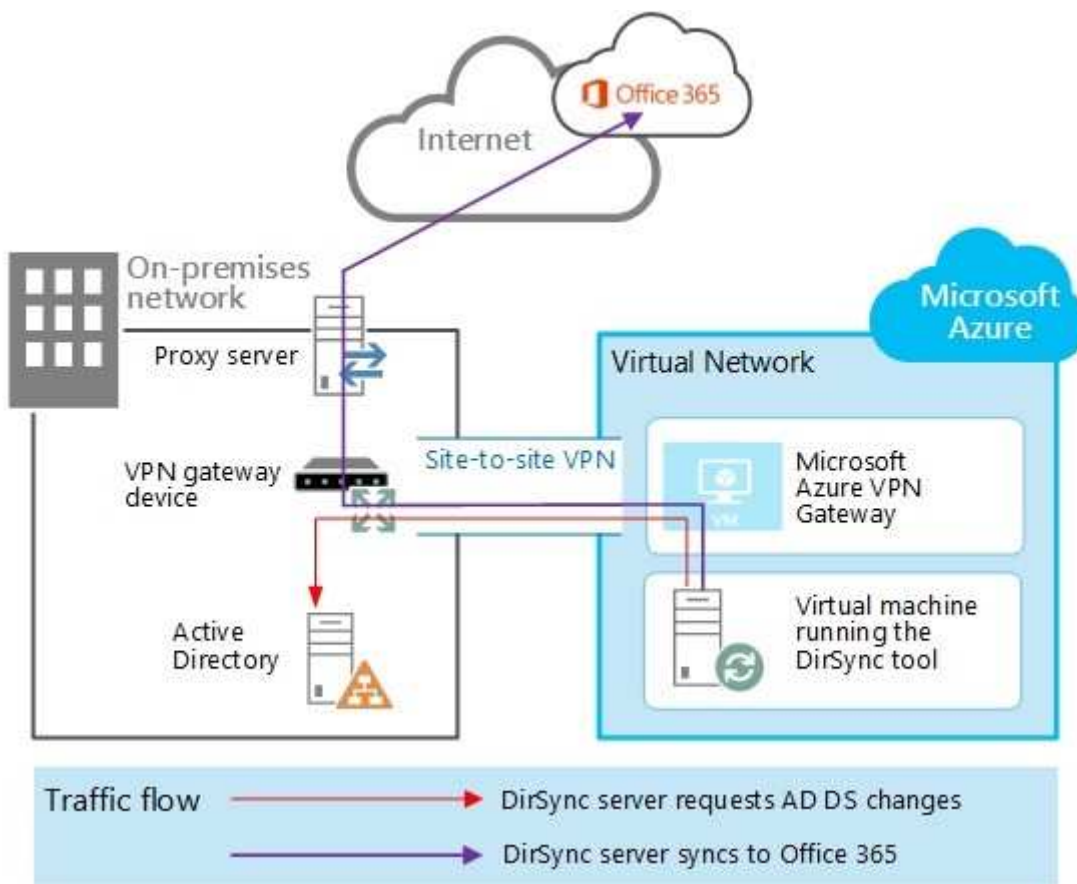 Office 365
Internet
On-premises
network
Proxy server
Microsoft
Azure
Virtual Network
VPN gateway
device
Site-to-site VPN
VM
Microsoft
Azure VPN
Gateway
Active
Directory
Virtual machine
running the
DirSync tool
Traffic flow
DirSync server requests AD DS changes
DirSync server syncs to Office 365